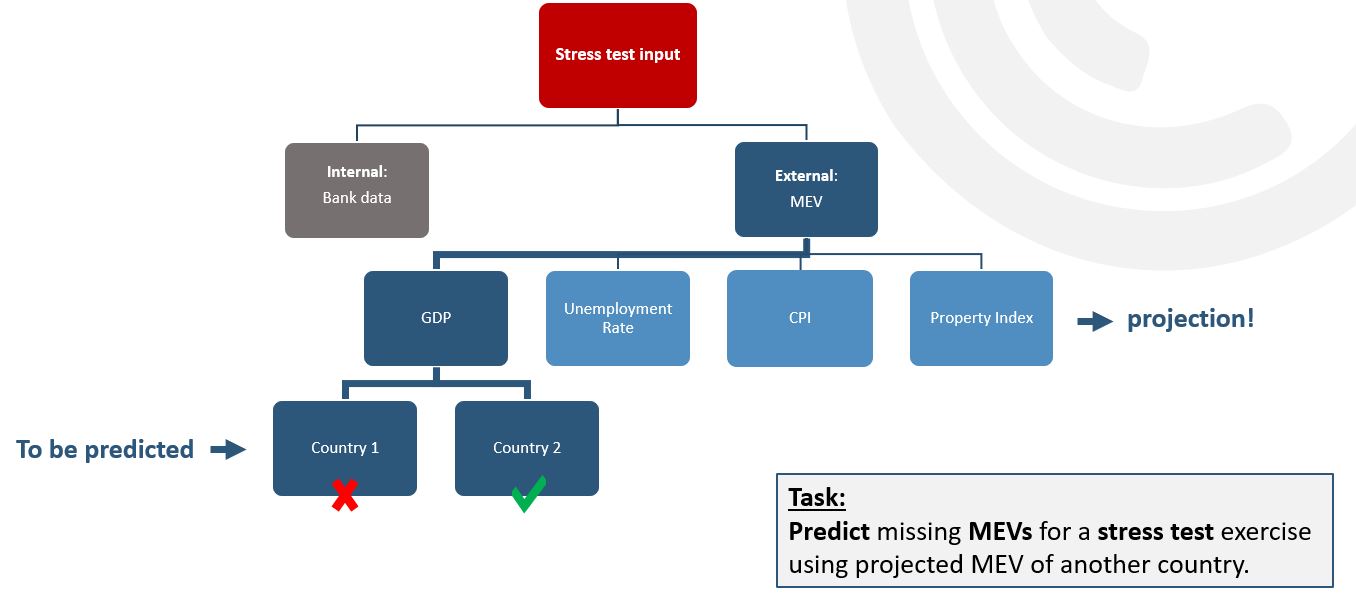 Stress test input
Internal:
Bank data
External:
MEV
GDP
Unemployment
Rate
CPI
Property Index
projection!
To be predicted
Country 1
Country 2
Task:
Predict missing MEVs for a stress test exercise
using projected MEV of another country.